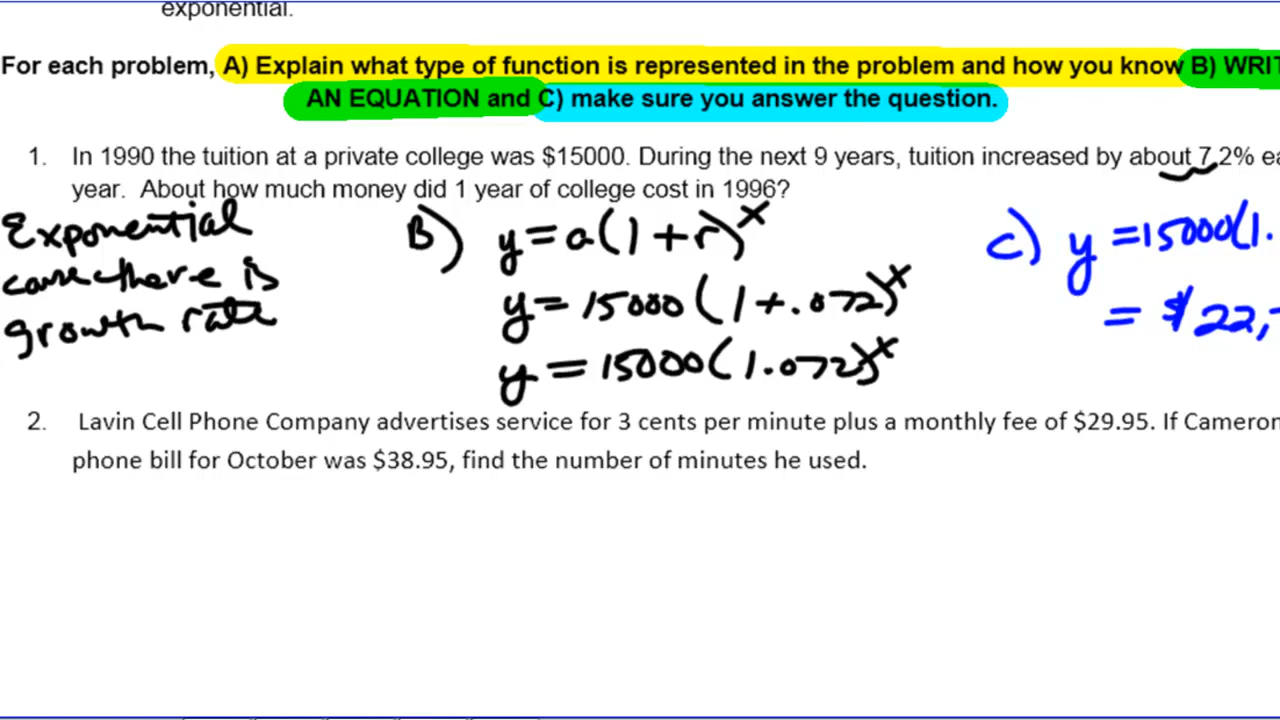 exponential.
For each problem, A) Explain what type of function is represented in the problem and how you know B) WRIT
AN EQUATION and C) make sure you answer the question.
1. In 1990 the tuition at a private college was $15000. During the next 9 years, tuition increased by about 7.2% ea
year. About how much money did 1 year of college cost in 1996?
Exponential
cause there is
growth rate
B) y = a(1+r)^x
y = 15000(1+.072)^x
y = 15000(1.072)^x
C) y = 15000(1.
= $22,
2. Lavin Cell Phone Company advertises service for 3 cents per minute plus a monthly fee of $29.95. If Cameron
phone bill for October was $38.95, find the number of minutes he used.